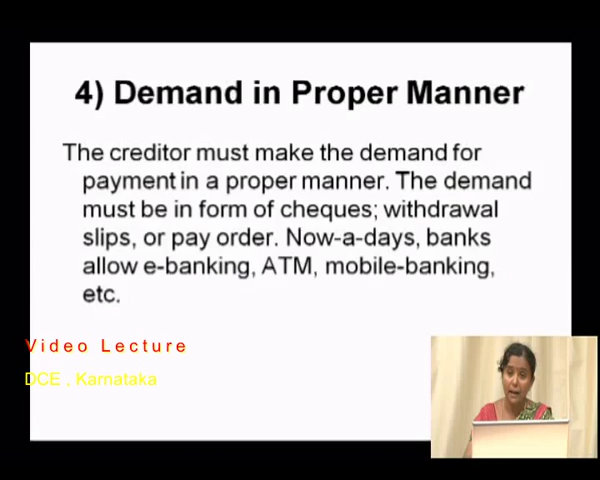 4) Demand in Proper Manner
The creditor must make the demand for
payment in a proper manner. The demand
must be in form of cheques; withdrawal
slips, or pay order. Now-a-days, banks
allow e-banking, ATM, mobile-banking,
etc.
Video Lecture
DCE , Karnataka